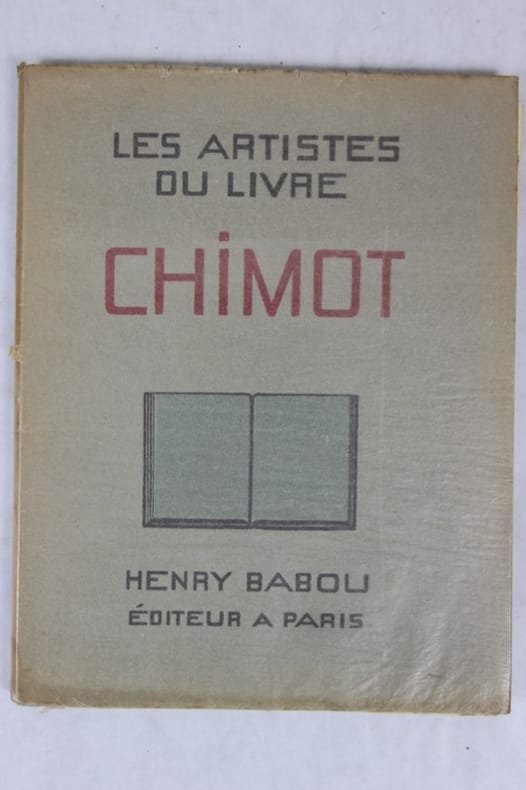 LES ARTISTES
DU LIVRE
CHiMOT
HENRY BABOU
ÉDITEUR A PARIS